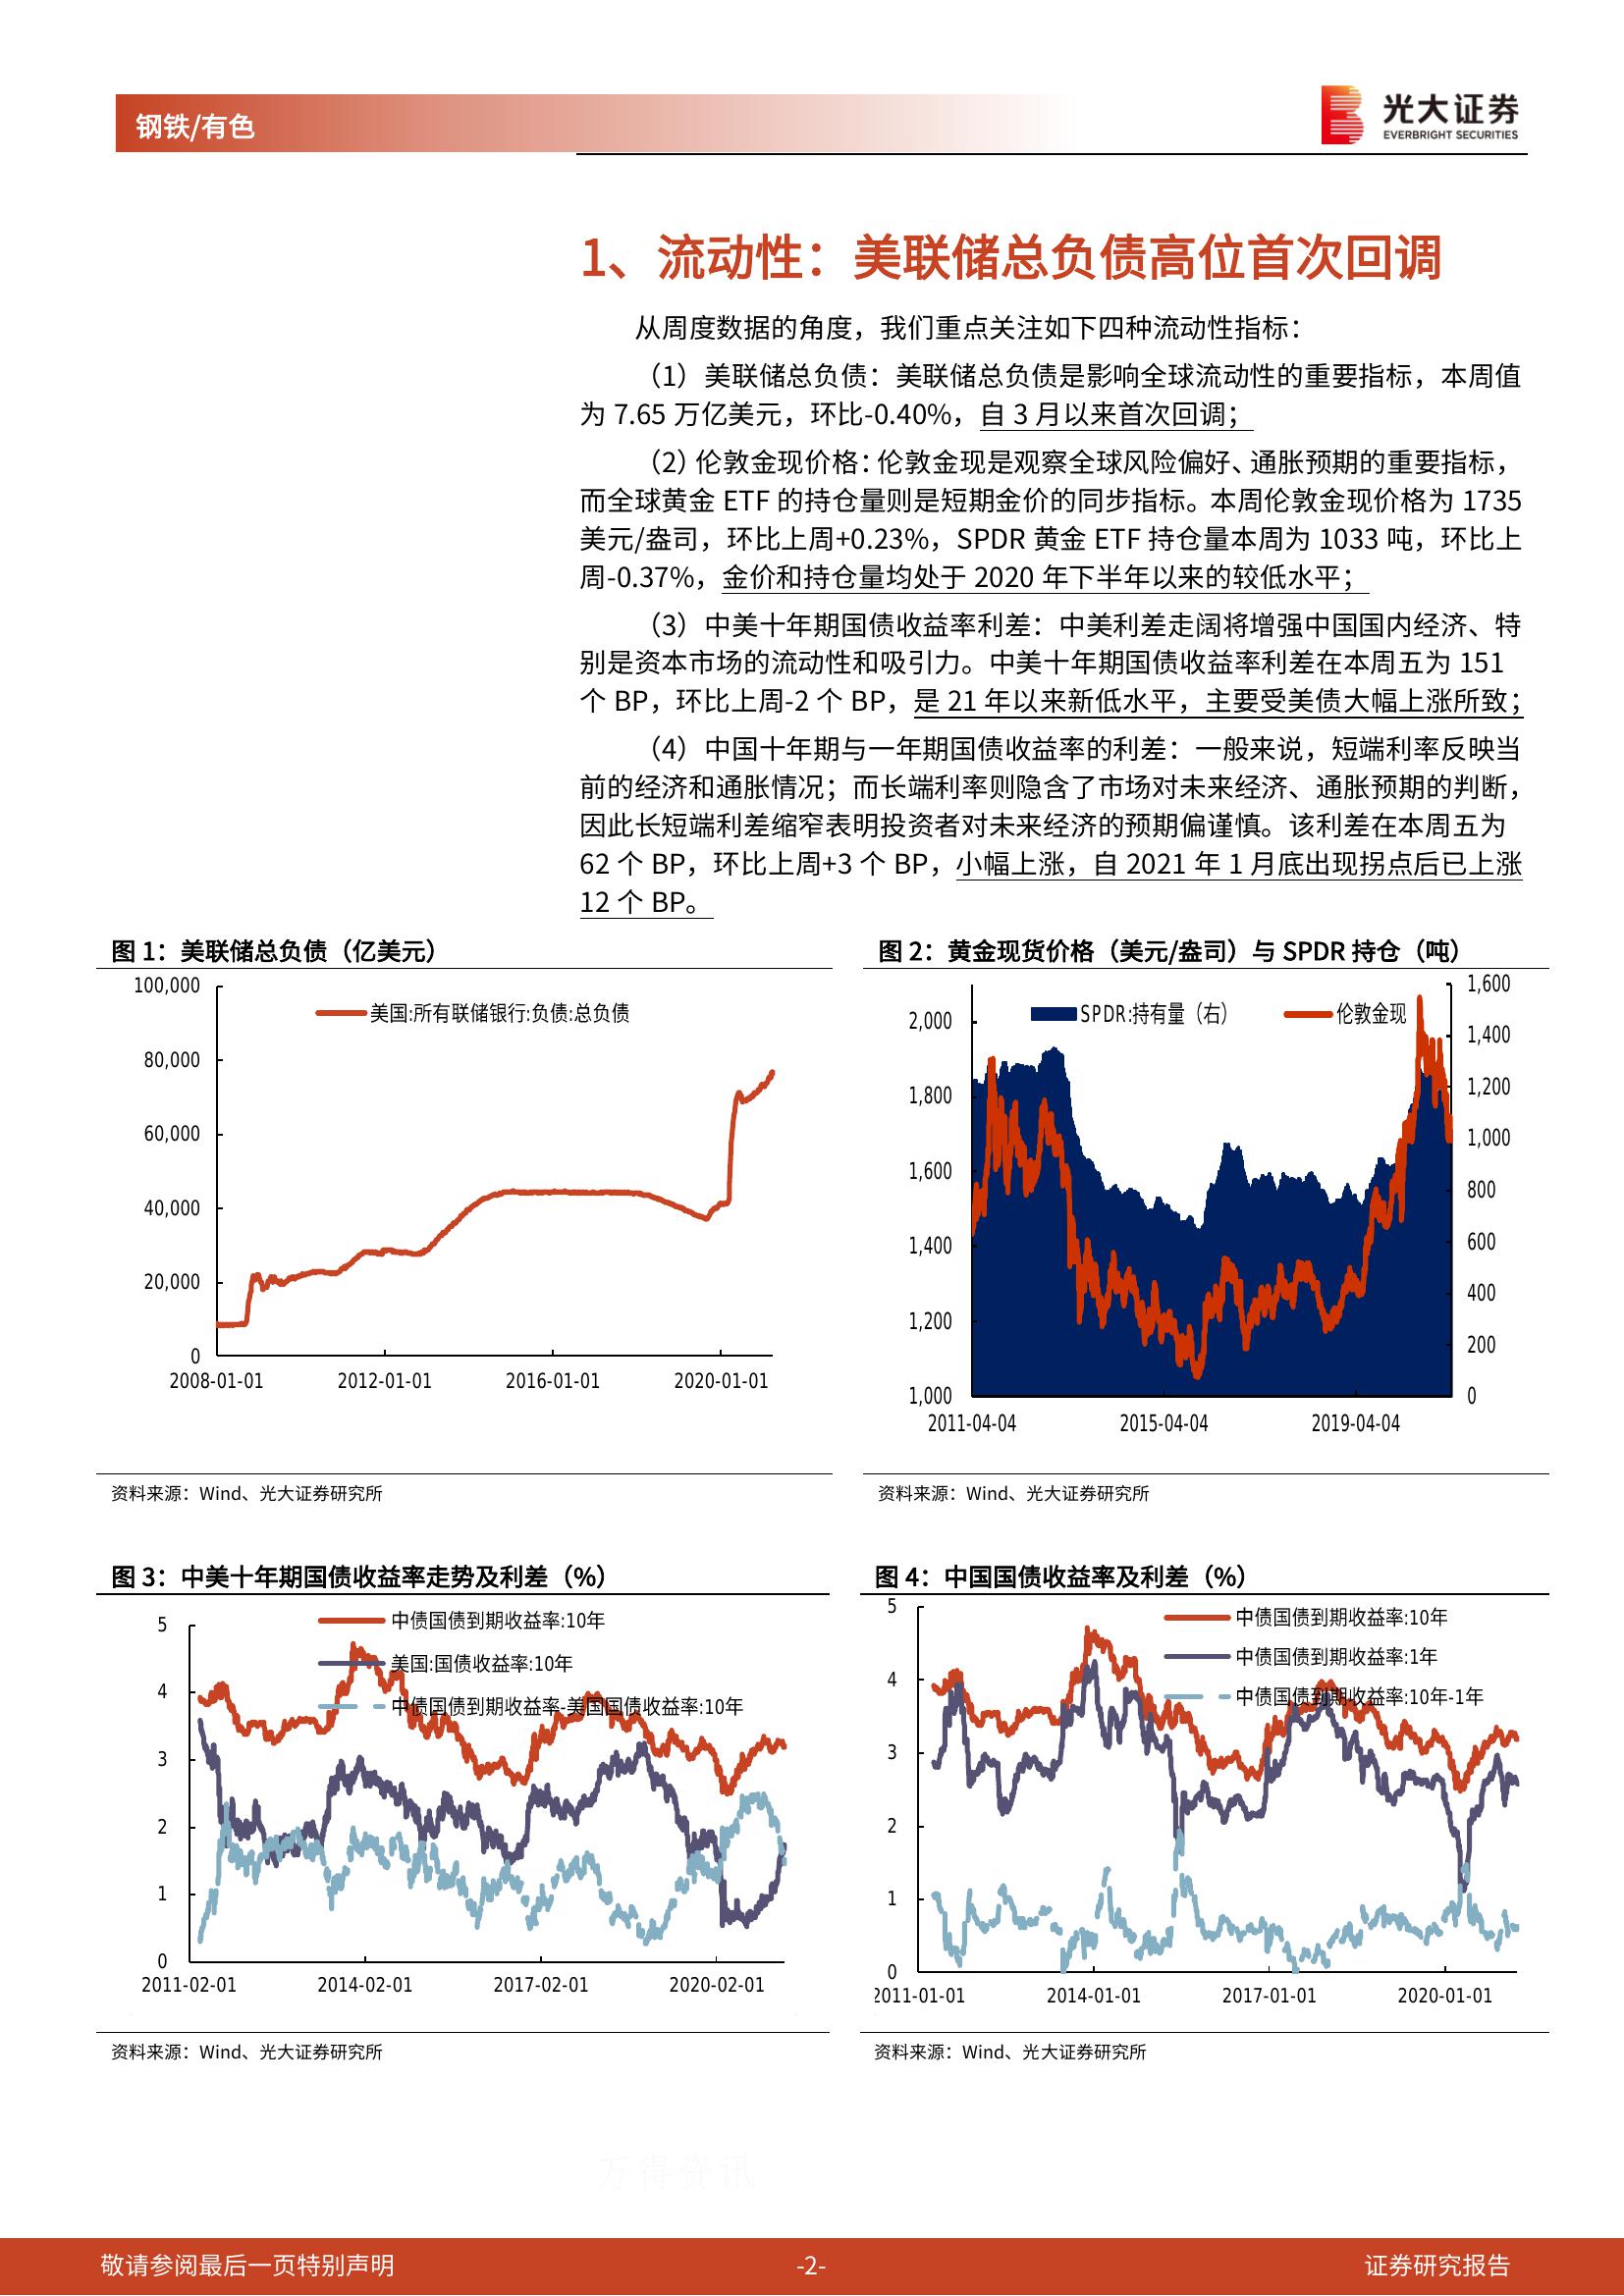 钢铁/有色
光大证券
EVERBRIGHT SECURITIES
1、流动性：美联储总负债高位首次回调
从周度数据的角度，我们重点关注如下四种流动性指标：
（1）美联储总负债：美联储总负债是影响全球流动性的重要指标，本周值
为 7.65 万亿美元，环比-0.40%，自 3 月以来首次回调；
（2）伦敦金现价格：伦敦金现是观察全球风险偏好、通胀预期的重要指标，
而全球黄金 ETF 的持仓量则是短期金价的同步指标。本周伦敦金现价格为 1735
美元/盎司，环比上周+0.23%，SPDR 黄金 ETF 持仓量本周为 1033 吨，环比上
周-0.37%，金价和持仓量均处于 2020 年下半年以来的较低水平；
（3）中美十年期国债收益率利差：中美利差走阔将增强中国国内经济、特
别是资本市场的流动性和吸引力。中美十年期国债收益率利差在本周五为 151
个 BP，环比上周-2 个 BP，是 21 年以来新低水平，主要受美债大幅上涨所致；
（4）中国十年期与一年期国债收益率的利差：一般来说，短端利率反映当
前的经济和通胀情况；而长端利率则隐含了市场对未来经济、通胀预期的判断，
因此长短端利差缩窄表明投资者对未来经济的预期偏谨慎。该利差在本周五为
62 个 BP，环比上周+3 个 BP，小幅上涨，自 2021 年 1 月底出现拐点后已上涨
12 个 BP。
图 1：美联储总负债（亿美元）
美国:所有联储银行:负债:总负债
100,000
80,000
60,000
40,000
20,000
0
2008-01-01 2012-01-01 2016-01-01 2020-01-01
资料来源：Wind、光大证券研究所
图 2：黄金现货价格（美元/盎司）与 SPDR 持仓（吨）
SPDR:持有量（右） 伦敦金现
2,000
1,800
1,600
1,400
1,200
1,000
1,600
1,400
1,200
1,000
800
600
400
200
0
2011-04-04 2015-04-04 2019-04-04
资料来源：Wind、光大证券研究所
图 3：中美十年期国债收益率走势及利差（%）
中债国债到期收益率:10年
美国:国债收益率:10年
中债国债到期收益率-美国国债收益率:10年
5
4
3
2
1
0
2011-02-01 2014-02-01 2017-02-01 2020-02-01
资料来源：Wind、光大证券研究所
图 4：中国国债收益率及利差（%）
中债国债到期收益率:10年
中债国债到期收益率:1年
中债国债到期收益率:10年-1年
5
4
3
2
1
0
2011-01-01 2014-01-01 2017-01-01 2020-01-01
资料来源：Wind、光大证券研究所
万得资讯
敬请参阅最后一页特别声明 -2- 证券研究报告